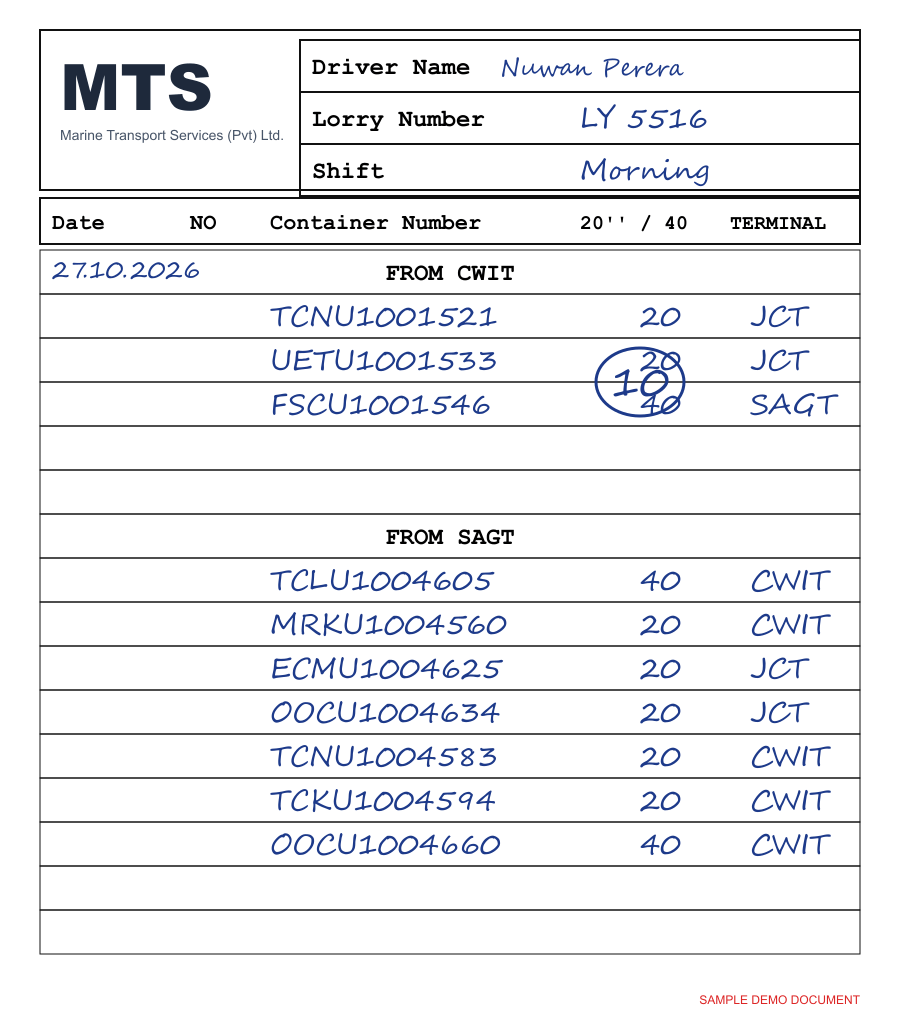 MTS
Marine Transport Services (Pvt) Ltd.
Driver Name Nuwan Perera
Lorry Number LY 5516
Shift Morning
Date NO Container Number 20'' / 40 TERMINAL
27.10.2026 FROM CWIT
TCNU1001521 20 JCT
UETU1001533 20 JCT
10
FSCU1001546 40 SAGT
FROM SAGT
TCLU1004605 40 CWIT
MRKU1004560 20 CWIT
ECMU1004625 20 JCT
OOCU1004634 20 JCT
TCNU1004583 20 CWIT
TCKU1004594 20 CWIT
OOCU1004660 40 CWIT
SAMPLE DEMO DOCUMENT